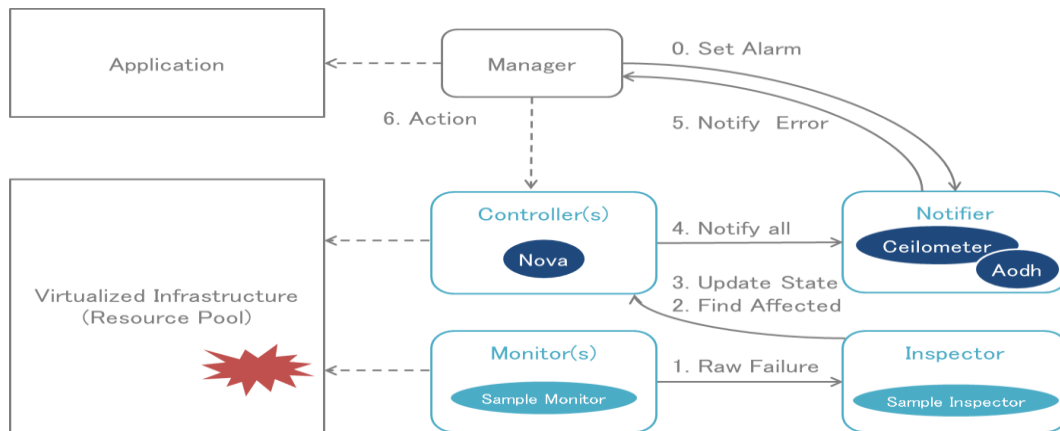 Application
Manager
0. Set Alarm
5. Notify Error
6. Action
Controller(s)
Nova
4. Notify all
Notifier
Ceilometer
Aodh
3. Update State
2. Find Affected
Virtualized Infrastructure
(Resource Pool)
Monitor(s)
Sample Monitor
1. Raw Failure
Inspector
Sample Inspector